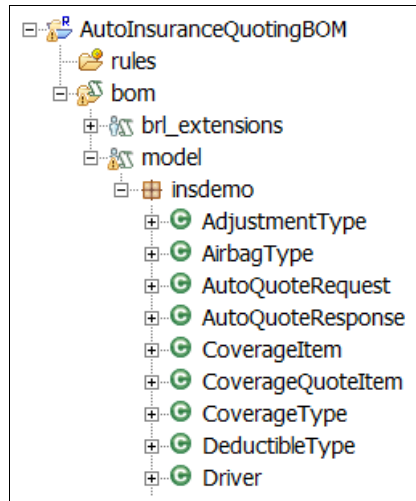 AutoInsuranceQuotingBOM
rules
bom
brl_extensions
model
insdemo
AdjustmentType
AirbagType
AutoQuoteRequest
AutoQuoteResponse
CoverageItem
CoverageQuoteItem
CoverageType
DeductibleType
Driver